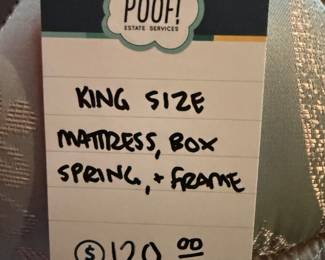 POOF!
ESTATE SERVICES
KING SIZE
MATTRESS, BOX
SPRING, + FRAME
$120.00